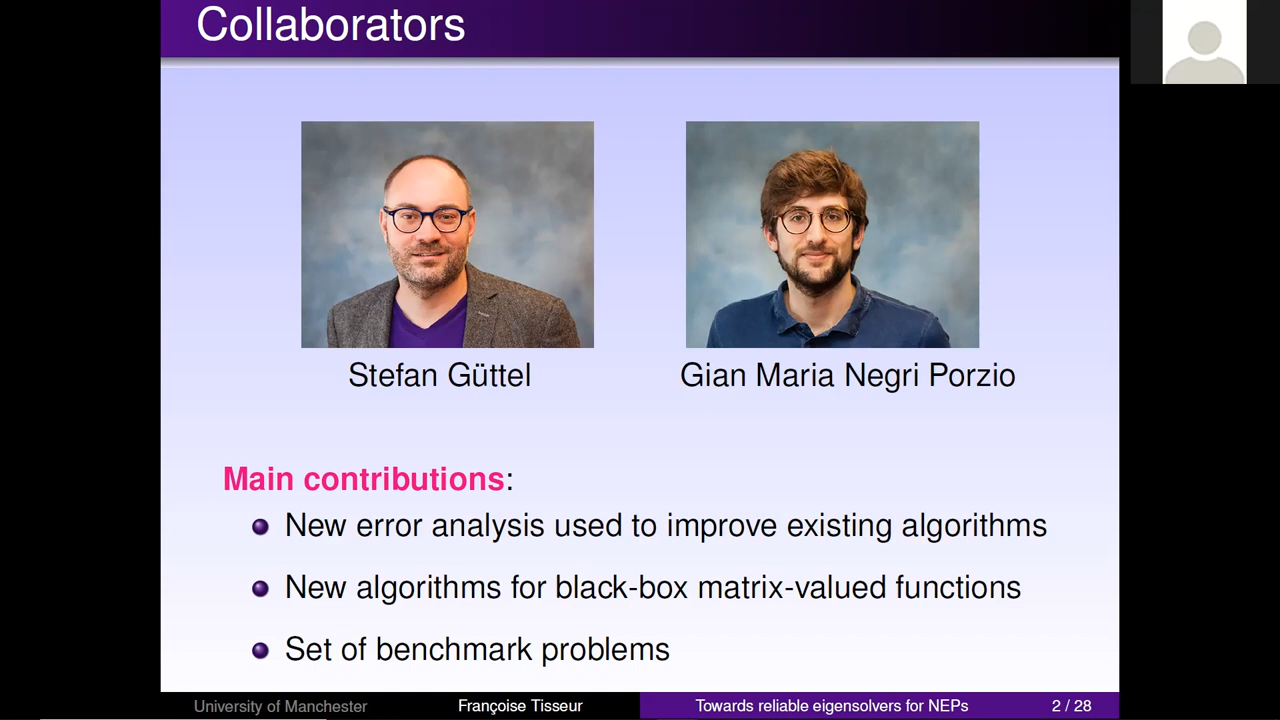 Collaborators
Stefan Güttel
Gian Maria Negri Porzio
Main contributions:
New error analysis used to improve existing algorithms
New algorithms for black-box matrix-valued functions
Set of benchmark problems
University of Manchester
Françoise Tisseur
Towards reliable eigensolvers for NEPs
2 / 28